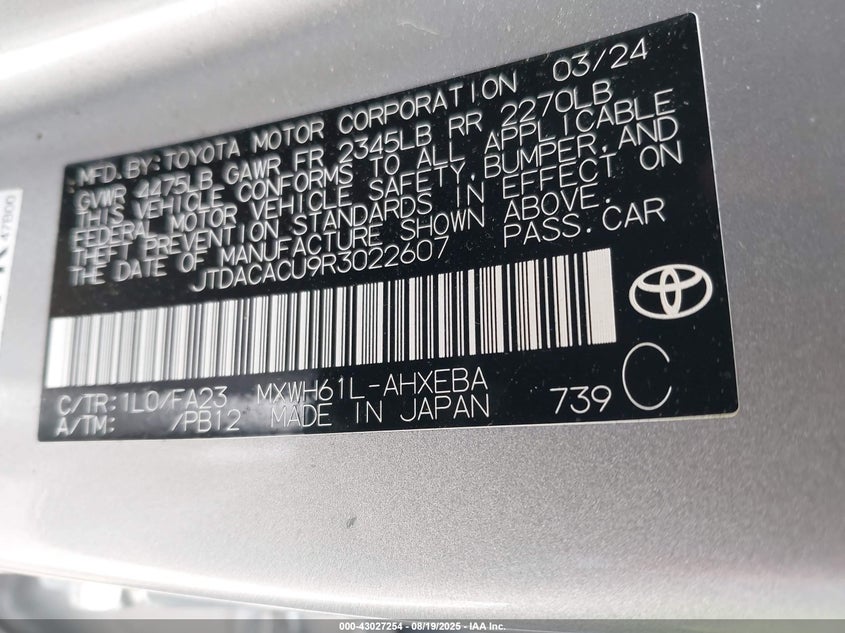 MFD.BY:TOYOTA MOTOR CORPORATION 03/24
GVWR 4475LB GAWR FR 2345LB RR 2270LB
THIS VEHICLE CONFORMS TO ALL APPLICABLE
FEDERAL MOTOR VEHICLE SAFETY,BUMPER,AND
THEFT PREVENTION STANDARDS IN EFFECT ON
THE DATE OF MANUFACTURE SHOWN ABOVE.
JTDACACU9R3022607 PASS.CAR
C/TR:1L0/FA23 MXWH61L-AHXEBA
A/TM: /PB12 MADE IN JAPAN 739 C
47B00
000-43027254 - 08/19/2025 - IAA Inc.